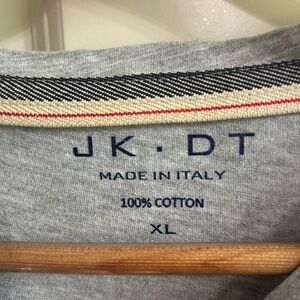 JK·DT
MADE IN ITALY
100% COTTON
XL